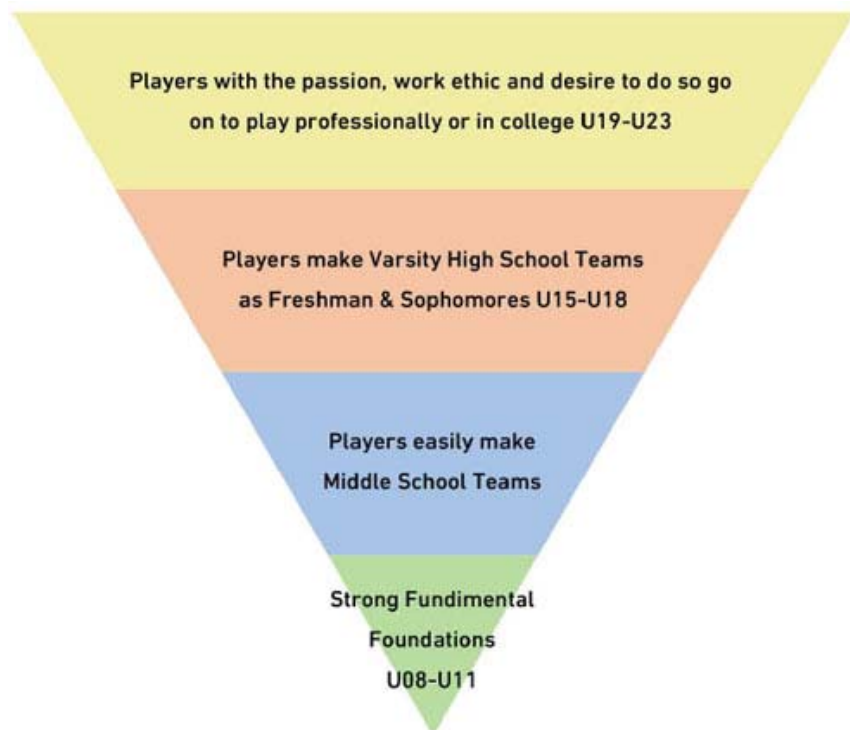 Players with the passion, work ethic and desire to do so go
on to play professionally or in college U19-U23
Players make Varsity High School Teams
as Freshman & Sophomores U15-U18
Players easily make
Middle School Teams
Strong Fundimental
Foundations
U08-U11